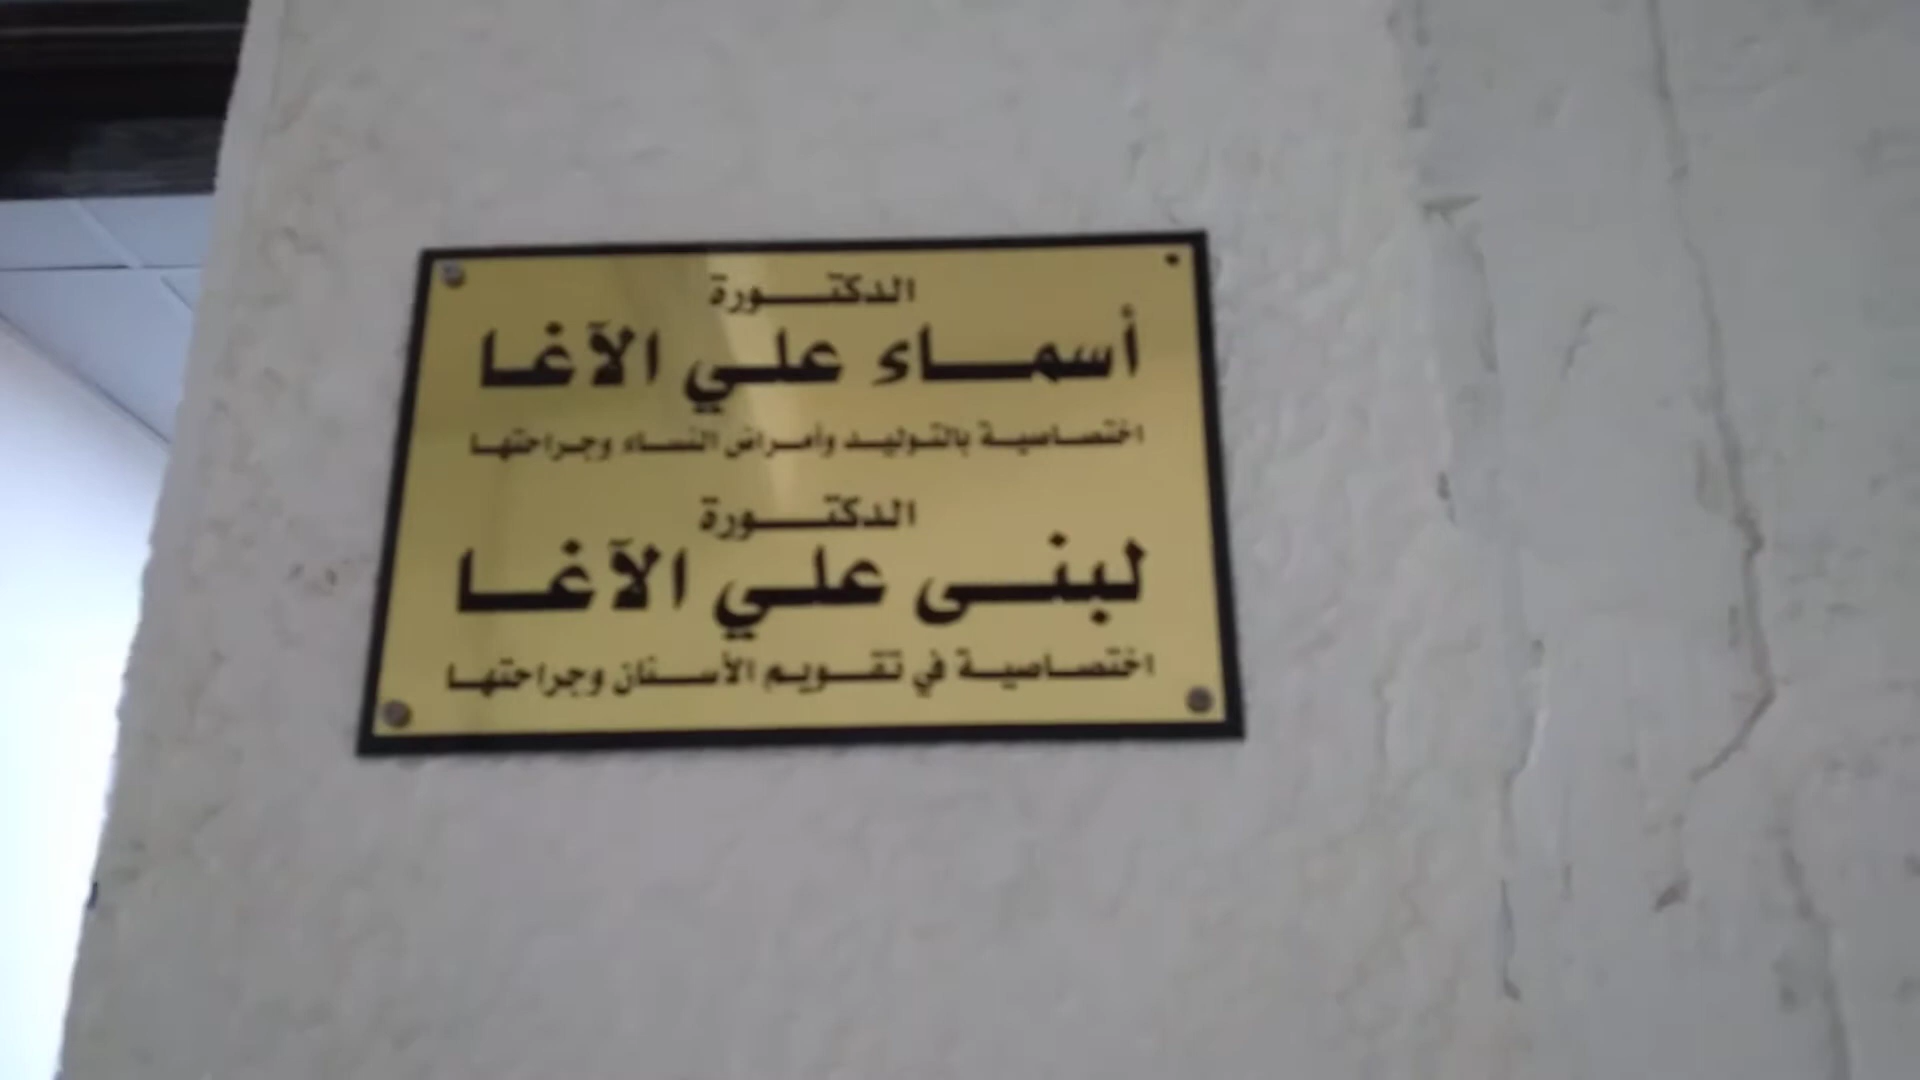 الدكتورة
أسماء علي الآغا
اختصاصية بالتوليد وأمراض النساء وجراحتها
الدكتورة
لبنى علي الآغا
اختصاصية في تقويم الأسنان وجراحتها